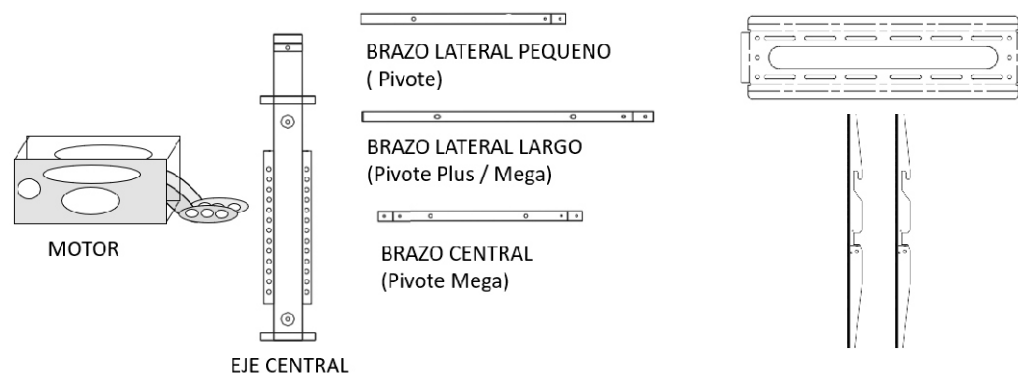 BRAZO LATERAL PEQUENO
( Pivote)
BRAZO LATERAL LARGO
(Pivote Plus / Mega)
BRAZO CENTRAL
(Pivote Mega)
MOTOR
EJE CENTRAL